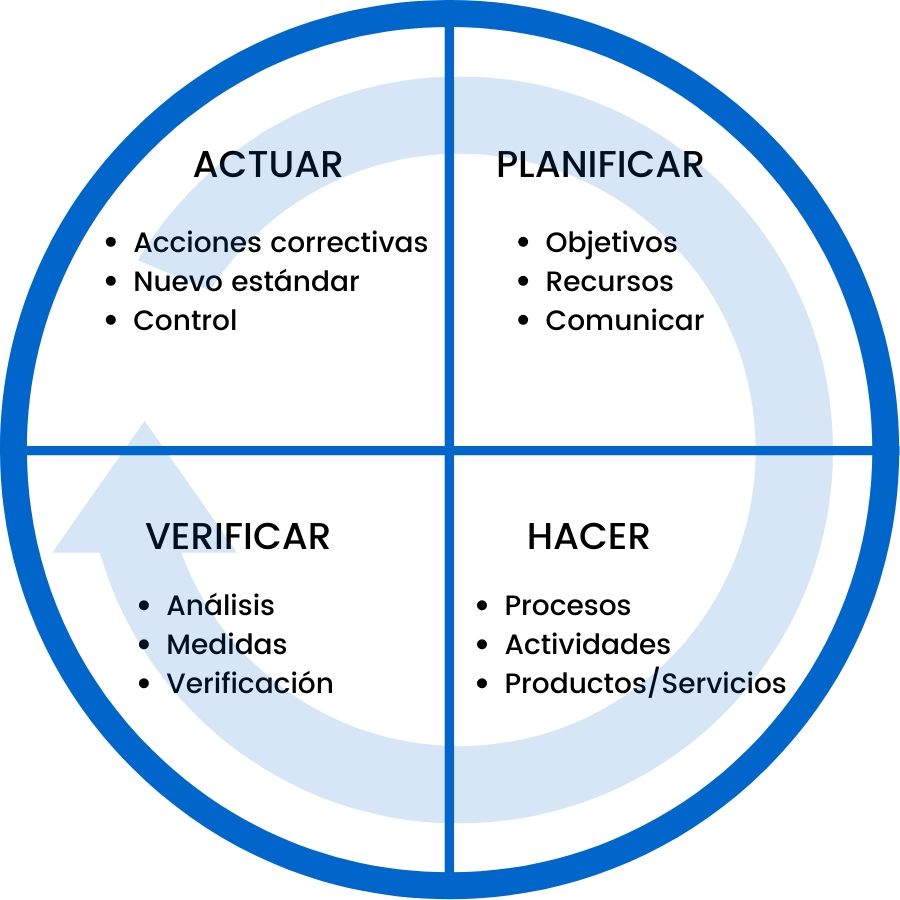 ACTUAR
• Acciones correctivas
• Nuevo estándar
• Control
PLANIFICAR
• Objetivos
• Recursos
• Comunicar
VERIFICAR
• Análisis
• Medidas
• Verificación
HACER
• Procesos
• Actividades
• Productos/Servicios